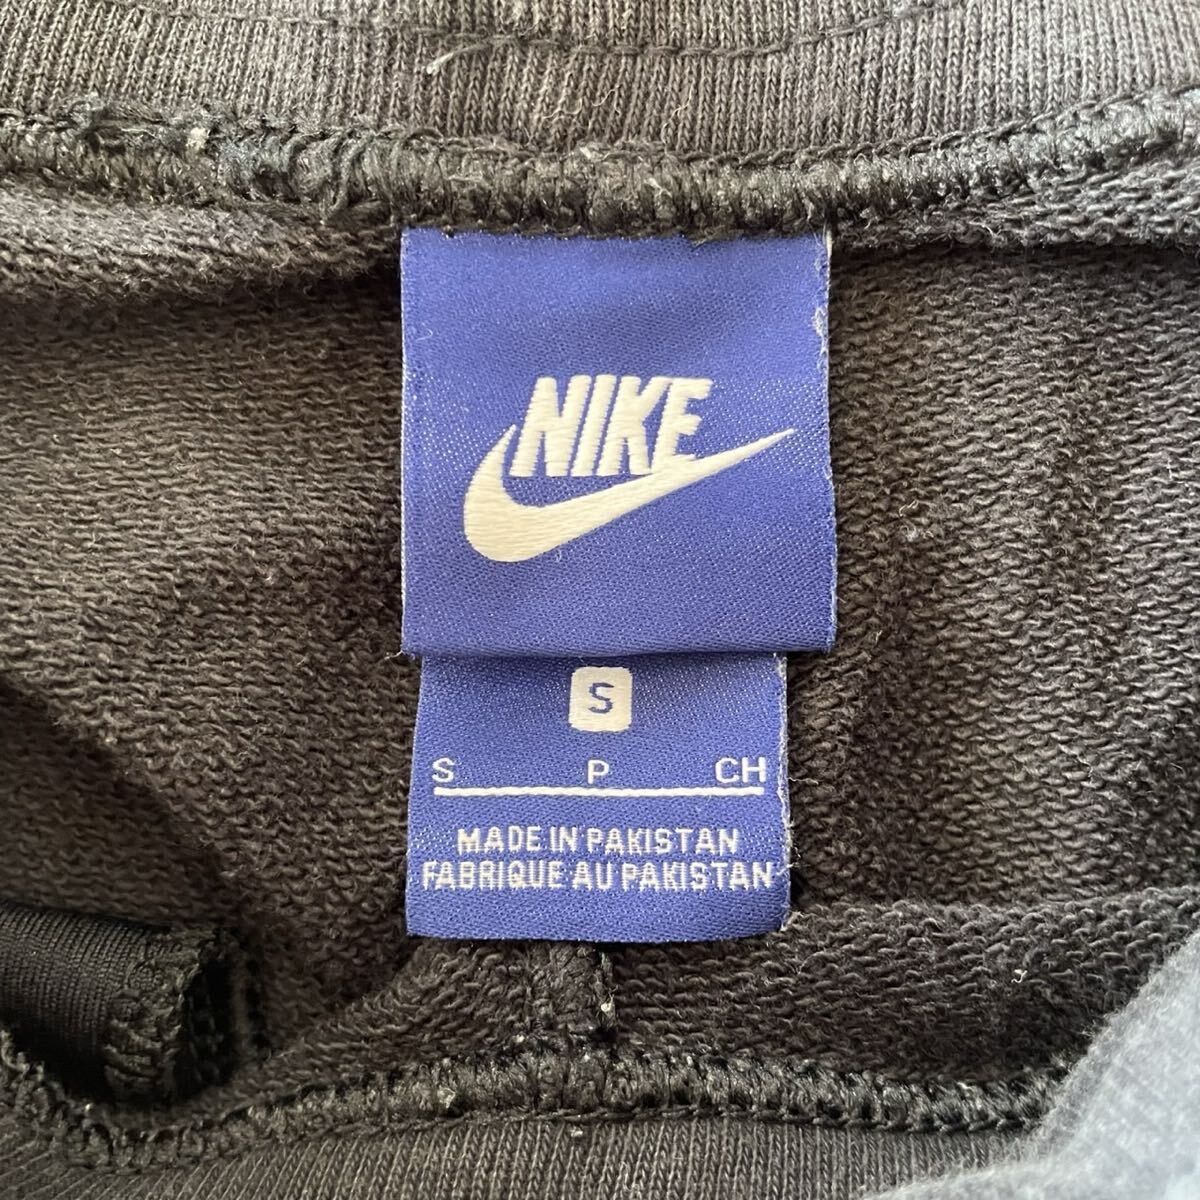 NIKE
S
S P CH
MADE IN PAKISTAN
FABRIQUE AU PAKISTAN